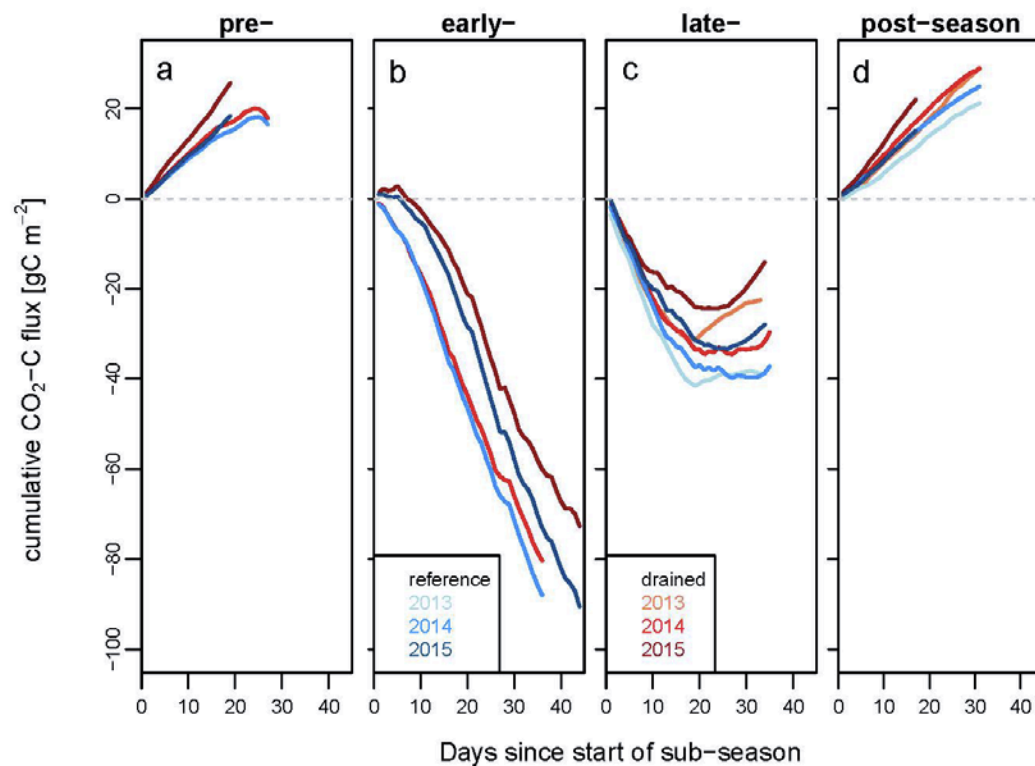 pre− early− late− post−season
a b c d
cumulative CO₂−C flux [gC m⁻²]
20
0
−20
−40
−60
−80
−100
reference
2013
2014
2015
drained
2013
2014
2015
0 10 20 30 40 0 10 20 30 40 0 10 20 30 40 0 10 20 30 40
Days since start of sub−season